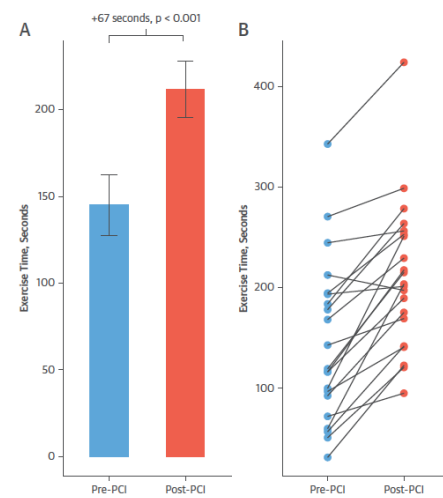 A
+67 seconds, p < 0.001
Exercise Time, Seconds
200
150
100
50
0
Pre-PCI
Post-PCI
B
Exercise Time, Seconds
400
300
200
100
Pre-PCI
Post-PCI